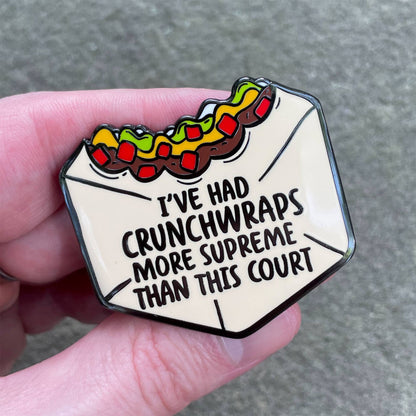 I'VE HAD
CRUNCHWRAPS
MORE SUPREME
THAN THIS COURT